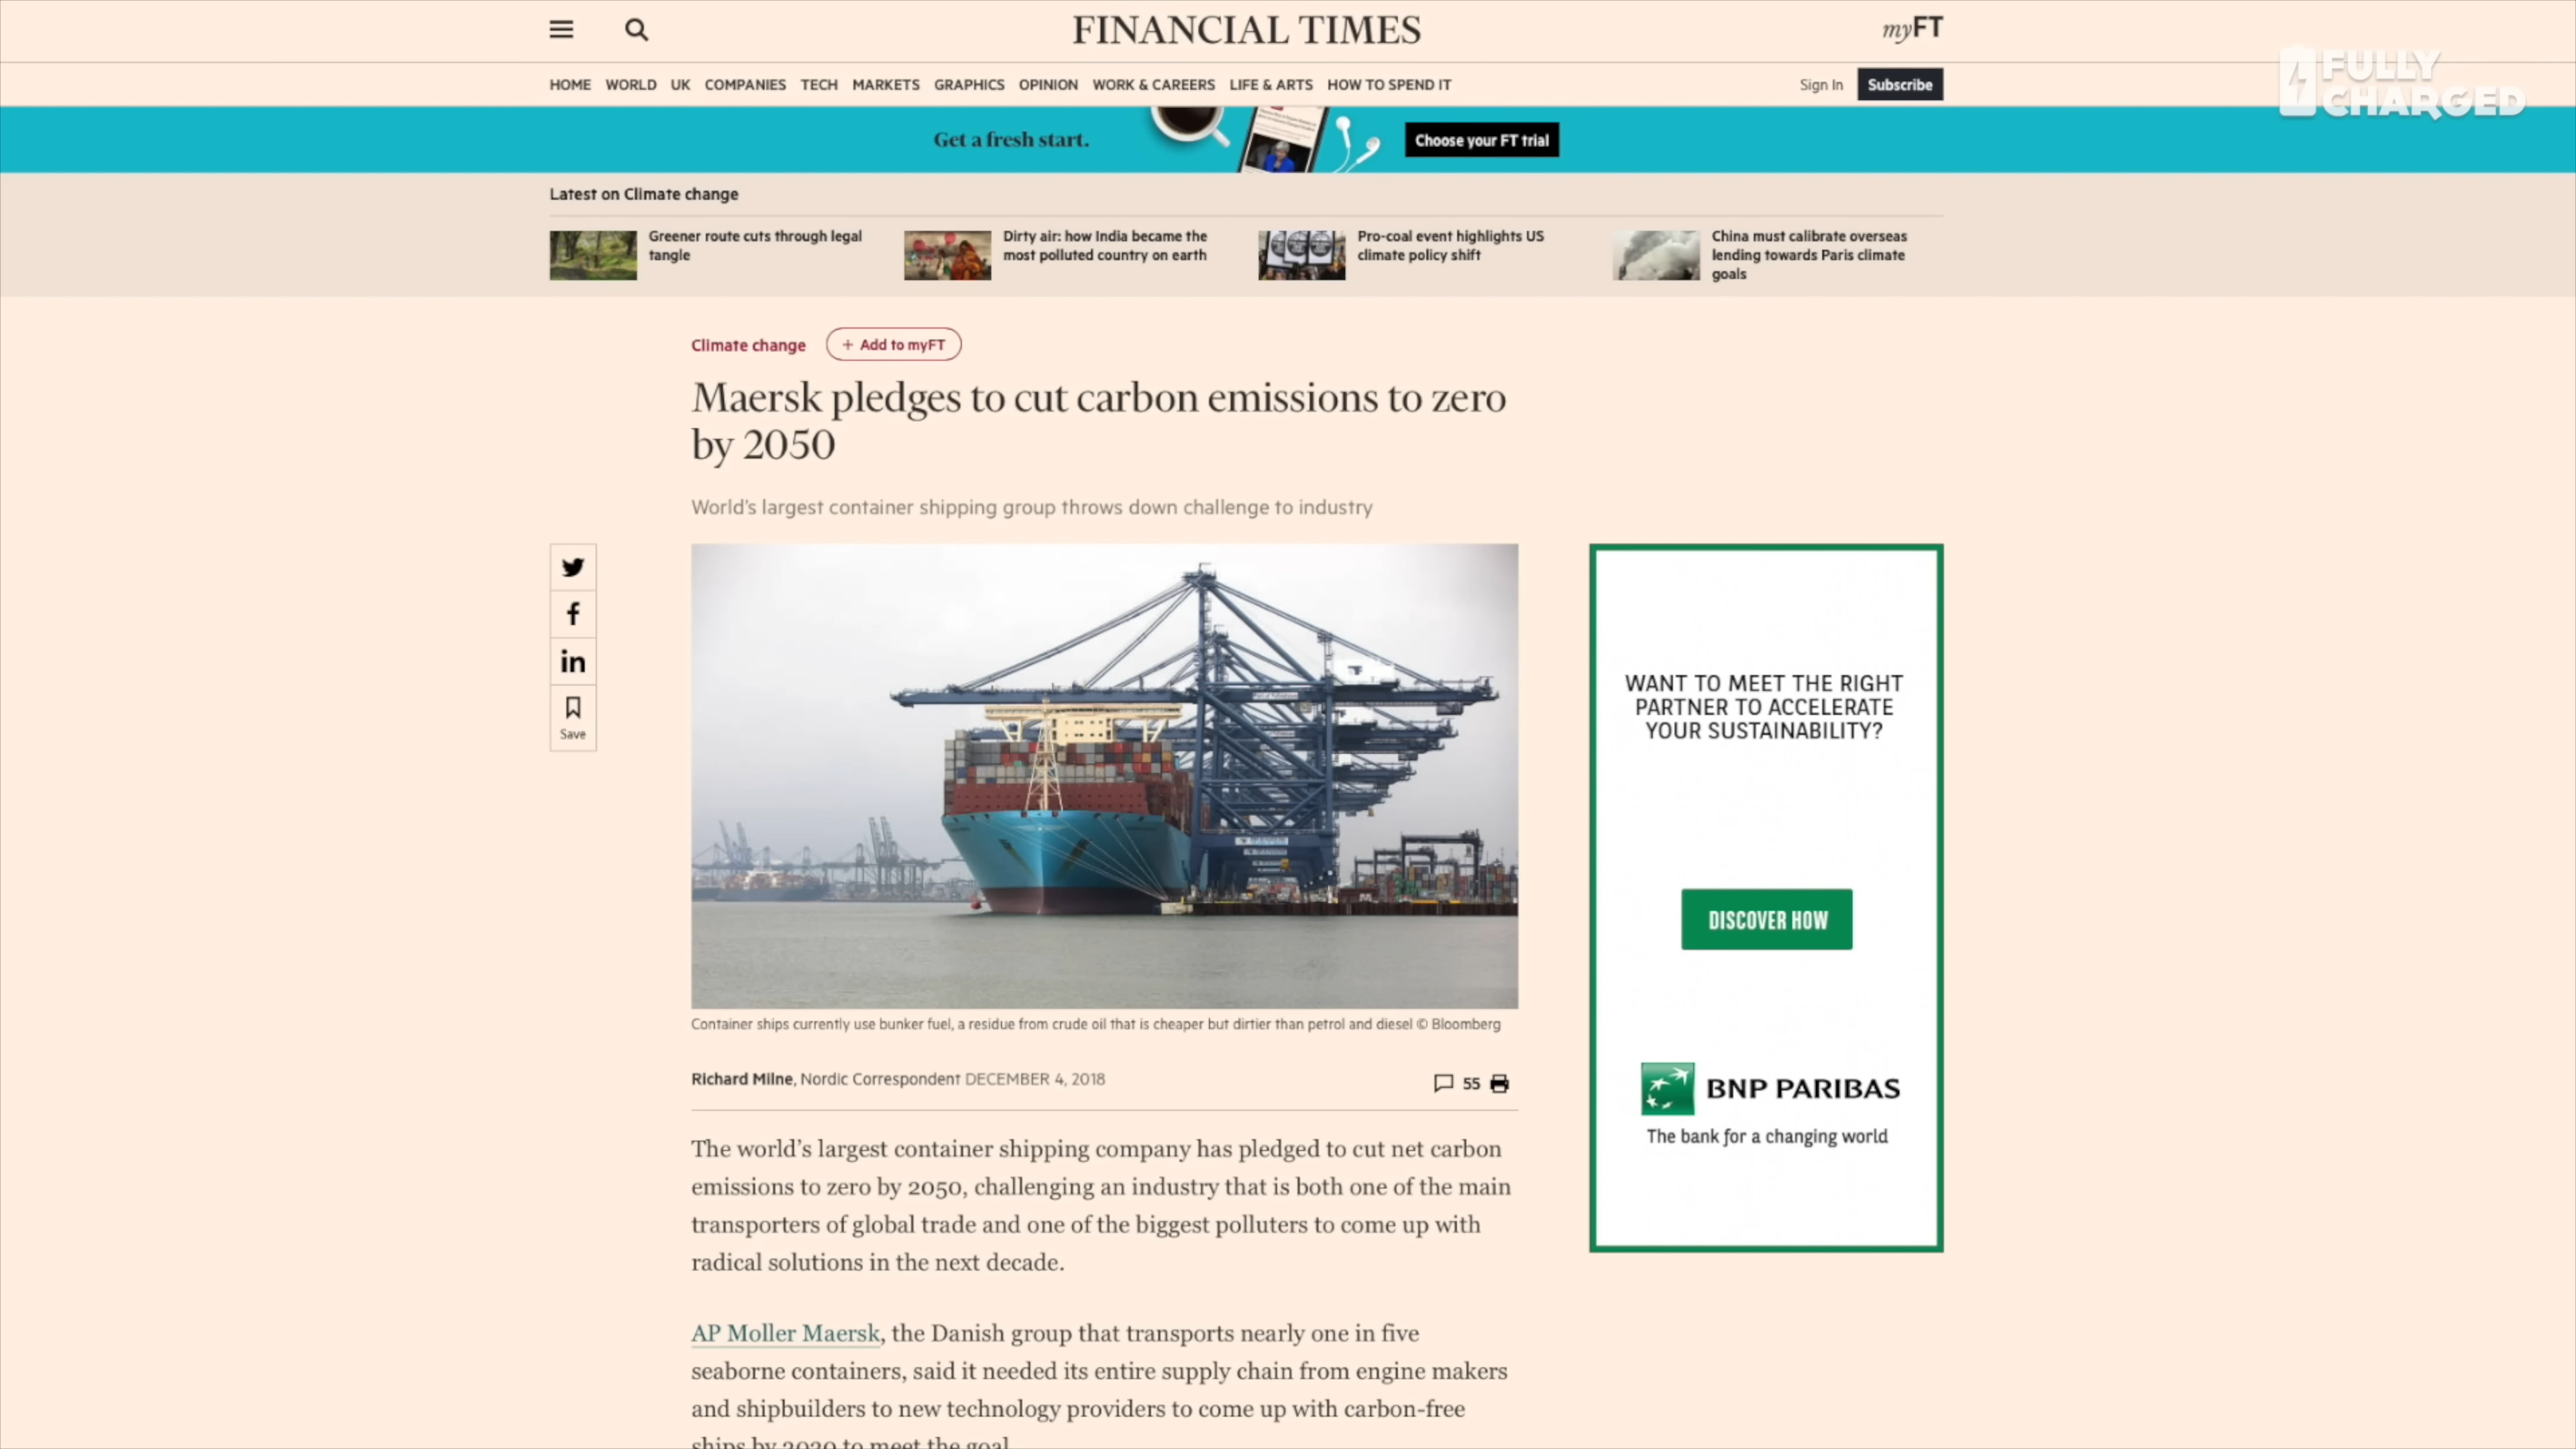 FINANCIAL TIMES
myFT
FULLY
CHARGED
HOME WORLD UK COMPANIES TECH MARKETS GRAPHICS OPINION WORK & CAREERS LIFE & ARTS HOW TO SPEND IT
Sign In Subscribe
Get a fresh start.
Choose your FT trial
Latest on Climate change
Greener route cuts through legal
tangle
Dirty air: how India became the
most polluted country on earth
Pro-coal event highlights US
climate policy shift
China must calibrate overseas
lending towards Paris climate
goals
Climate change
+ Add to myFT
Maersk pledges to cut carbon emissions to zero
by 2050
World's largest container shipping group throws down challenge to industry
Save
Container ships currently use bunker fuel, a residue from crude oil that is cheaper but dirtier than petrol and diesel © Bloomberg
Richard Milne, Nordic Correspondent DECEMBER 4, 2018
55
The world's largest container shipping company has pledged to cut net carbon
emissions to zero by 2050, challenging an industry that is both one of the main
transporters of global trade and one of the biggest polluters to come up with
radical solutions in the next decade.
AP Moller Maersk, the Danish group that transports nearly one in five
seaborne containers, said it needed its entire supply chain from engine makers
and shipbuilders to new technology providers to come up with carbon-free
ships by 2030 to meet the goal
WANT TO MEET THE RIGHT
PARTNER TO ACCELERATE
YOUR SUSTAINABILITY?
DISCOVER HOW
BNP PARIBAS
The bank for a changing world